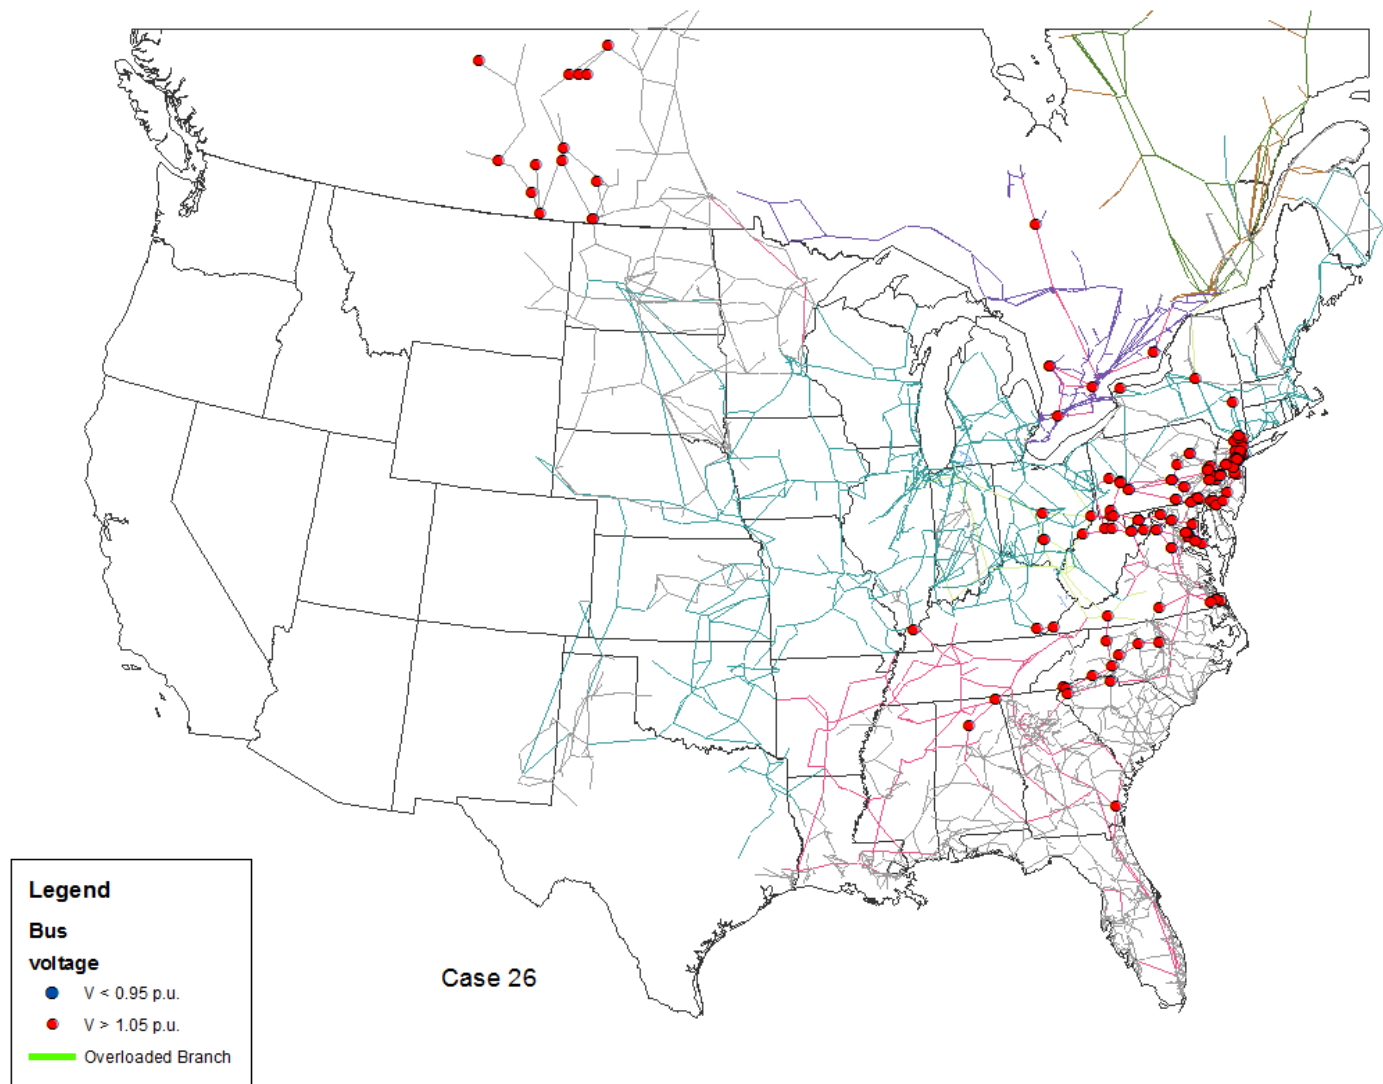 Legend
Bus
voltage
V < 0.95 p.u.
V > 1.05 p.u.
Overloaded Branch
Case 26